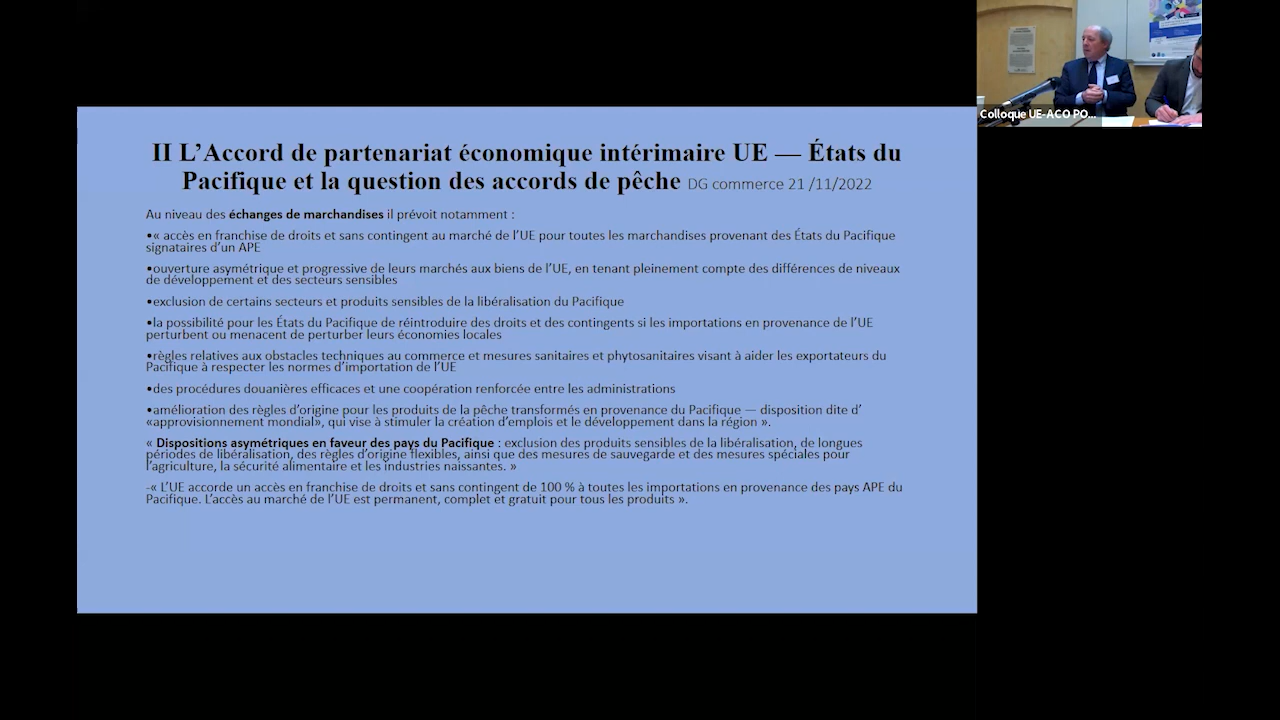 II L'Accord de partenariat économique intérimaire UE — États du
Pacifique et la question des accords de pêche DG commerce 21 /11/2022
Au niveau des échanges de marchandises il prévoit notamment :
•« accès en franchise de droits et sans contingent au marché de l'UE pour toutes les marchandises provenant des États du Pacifique
signataires d'un APE
•ouverture asymétrique et progressive de leurs marchés aux biens de l'UE, en tenant pleinement compte des différences de niveaux
de développement et des secteurs sensibles
•exclusion de certains secteurs et produits sensibles de la libéralisation du Pacifique
•la possibilité pour les États du Pacifique de réintroduire des droits et des contingents si les importations en provenance de l'UE
perturbent ou menacent de perturber leurs économies locales
•règles relatives aux obstacles techniques au commerce et mesures sanitaires et phytosanitaires visant à aider les exportateurs du
Pacifique à respecter les normes d'importation de l'UE
•des procédures douanières efficaces et une coopération renforcée entre les administrations
•amélioration des règles d'origine pour les produits de la pêche transformés en provenance du Pacifique — disposition dite d'
«approvisionnement mondial», qui vise à stimuler la création d'emplois et le développement dans la région ».
« Dispositions asymétriques en faveur des pays du Pacifique : exclusion des produits sensibles de la libéralisation, de longues
périodes de libéralisation, des règles d'origine flexibles, ainsi que des mesures de sauvegarde et des mesures spéciales pour
l'agriculture, la sécurité alimentaire et les industries naissantes. »
-« L'UE accorde un accès en franchise de droits et sans contingent de 100 % à toutes les importations en provenance des pays APE du
Pacifique. L'accès au marché de l'UE est permanent, complet et gratuit pour tous les produits ».
Colloque UE-ACO PO...